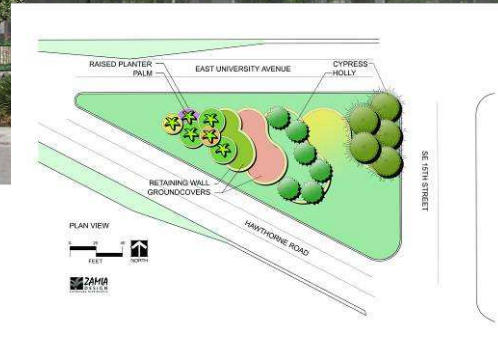 RAISED PLANTER
PALM
EAST UNIVERSITY AVENUE
CYPRESS
HOLLY
SE 15TH STREET
RETAINING WALL
GROUNDCOVERS
HAWTHORNE ROAD
PLAN VIEW
0
FEET
NORTH
ZAMIA
DESIGN